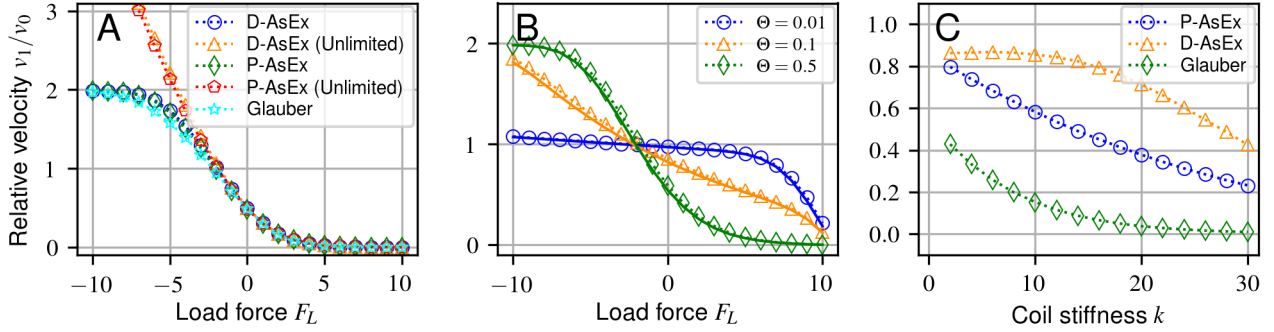 A
D-AsEx
D-AsEx (Unlimited)
P-AsEx
P-AsEx (Unlimited)
Glauber
Relative velocity v₁/v₀
3
2
1
0
−10
−5
0
5
10
Load force F_L
B
Θ = 0.01
Θ = 0.1
Θ = 0.5
2
1
0
−10
0
10
Load force F_L
C
P-AsEx
D-AsEx
Glauber
1.0
0.8
0.6
0.4
0.2
0.0
0
10
20
30
Coil stiffness k